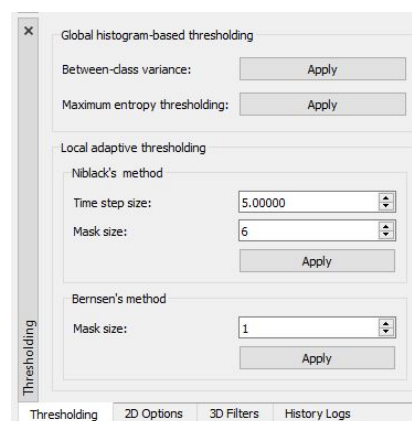 Global histogram-based thresholding
Between-class variance: Apply
Maximum entropy thresholding: Apply
Local adaptive thresholding
Niblack's method
Time step size: 5.00000
Mask size: 6
Apply
Bernsen's method
Mask size: 1
Apply
Thresholding
Thresholding 2D Options 3D Filters History Logs